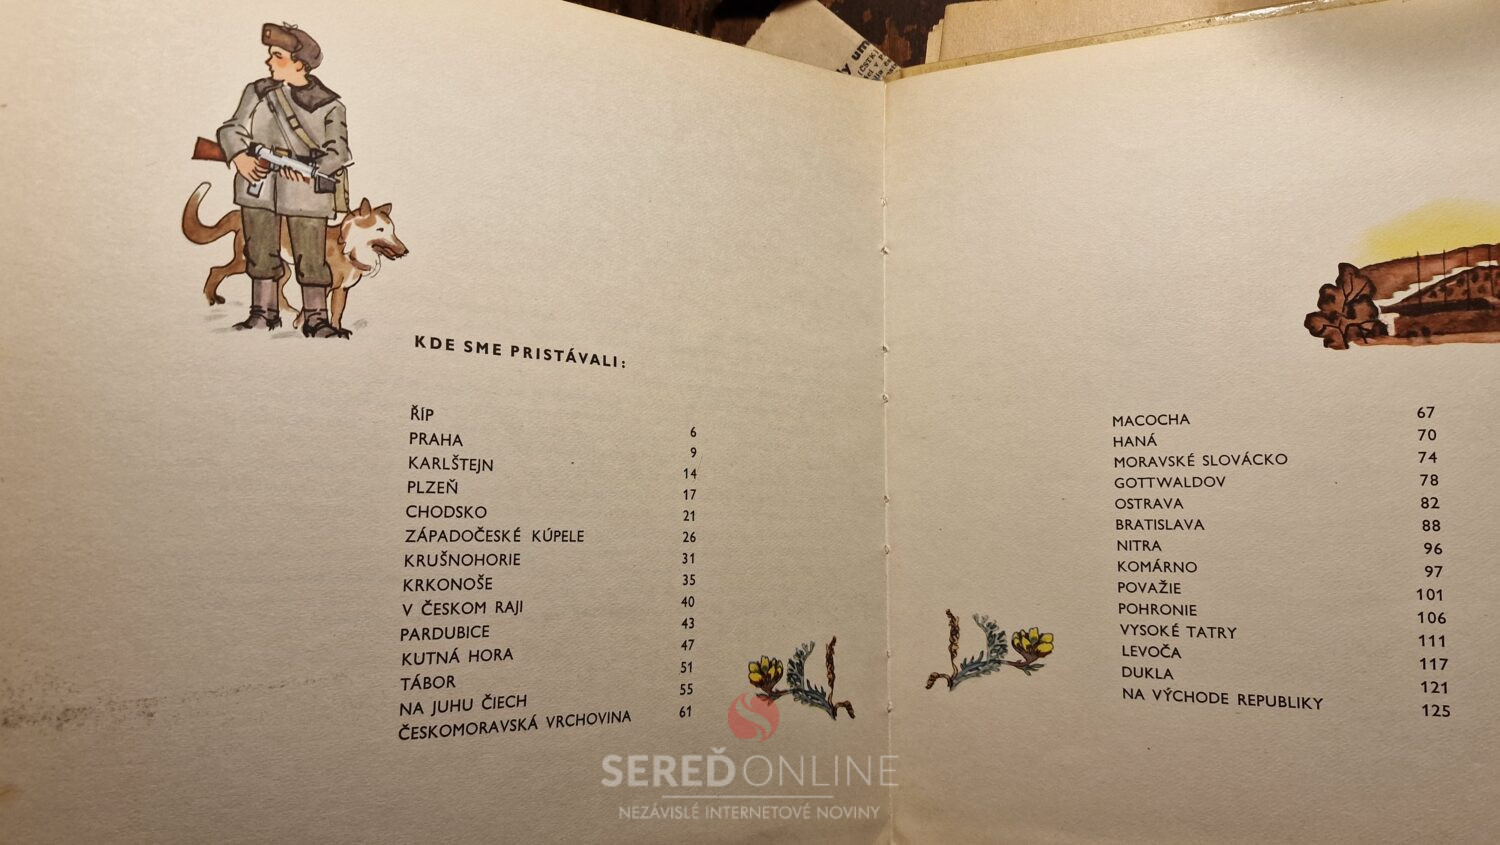 KDE SME PRISTÁVALI:
ŘÍP 6
PRAHA 9
KARLŠTEJN 14
PLZEŇ 17
CHODSKO 21
ZÁPADOČESKÉ KÚPELE 26
KRUŠNOHORIE 31
KRKONOŠE 35
V ČESKOM RAJI 40
PARDUBICE 43
KUTNÁ HORA 47
TÁBOR 51
NA JUHU ČIECH 55
ČESKOMORAVSKÁ VRCHOVINA 61
MACOCHA 67
HANÁ 70
MORAVSKÉ SLOVÁCKO 74
GOTTWALDOV 78
OSTRAVA 82
BRATISLAVA 88
NITRA 96
KOMÁRNO 97
POVAŽIE 101
POHRONIE 106
VYSOKÉ TATRY 111
LEVOČA 117
DUKLA 121
NA VÝCHODE REPUBLIKY 125
SEREĎONLINE
NEZÁVISLÉ INTERNETOVÉ NOVINY